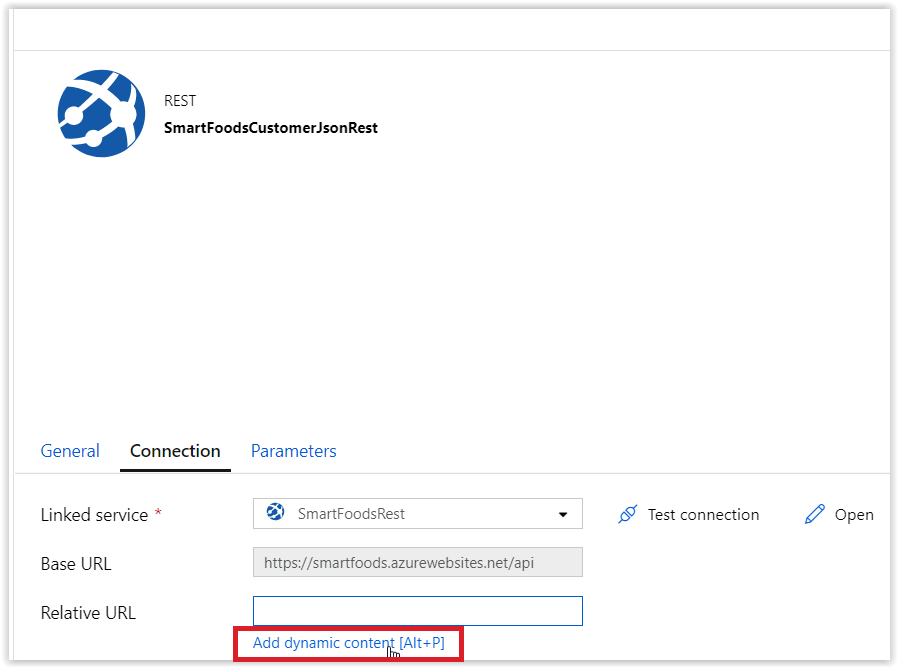 REST
SmartFoodsCustomerJsonRest
General Connection Parameters
Linked service * SmartFoodsRest Test connection Open
Base URL https://smartfoods.azurewebsites.net/api
Relative URL
Add dynamic content [Alt+P]